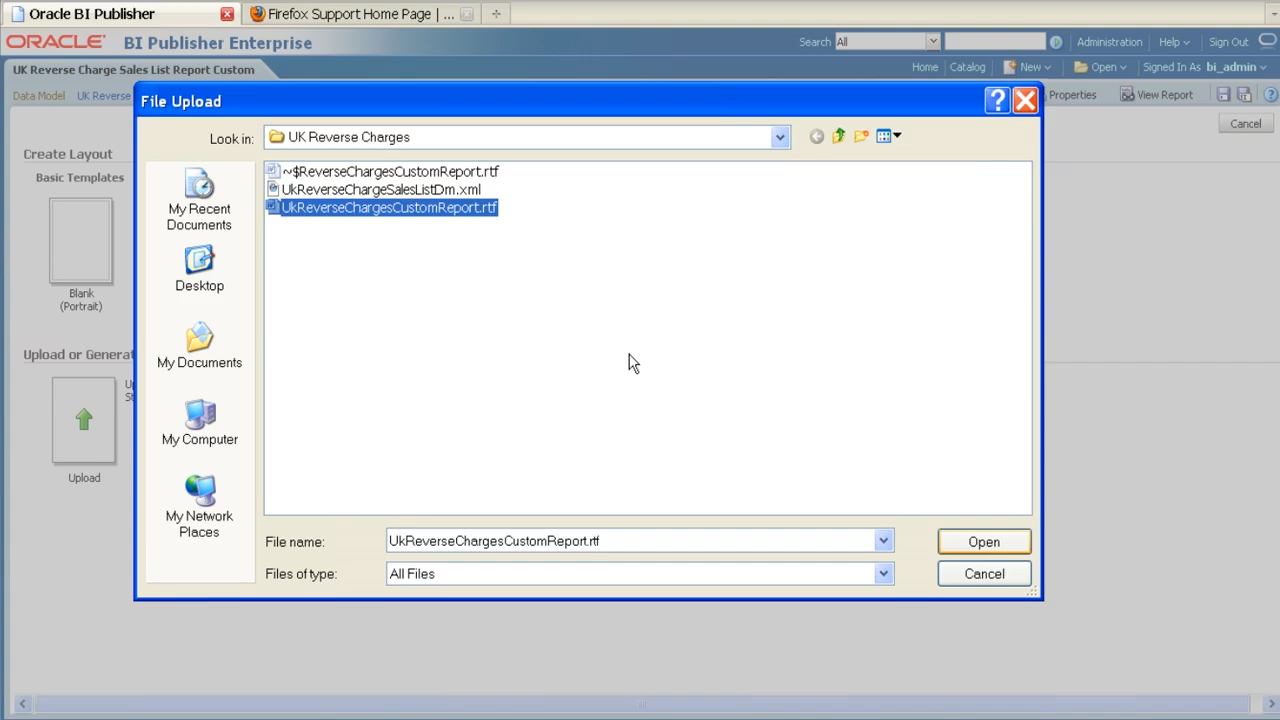 Oracle BI Publisher
Firefox Support Home Page | ...
ORACLE BI Publisher Enterprise
Search All
Administration Help Sign Out
UK Reverse Charge Sales List Report Custom
Home Catalog New Open Signed In As bi_admin
Data Model UK Reverse
Properties View Report
File Upload
Cancel
Look in: UK Reverse Charges
Create Layout
Basic Templates
Blank
(Portrait)
Upload or Generat
Upload
My Recent
Documents
Desktop
My Documents
My Computer
My Network
Places
~$ReverseChargesCustomReport.rtf
UkReverseChargeSalesListDm.xml
UkReverseChargesCustomReport.rtf
File name: UkReverseChargesCustomReport.rtf Open
Files of type: All Files Cancel